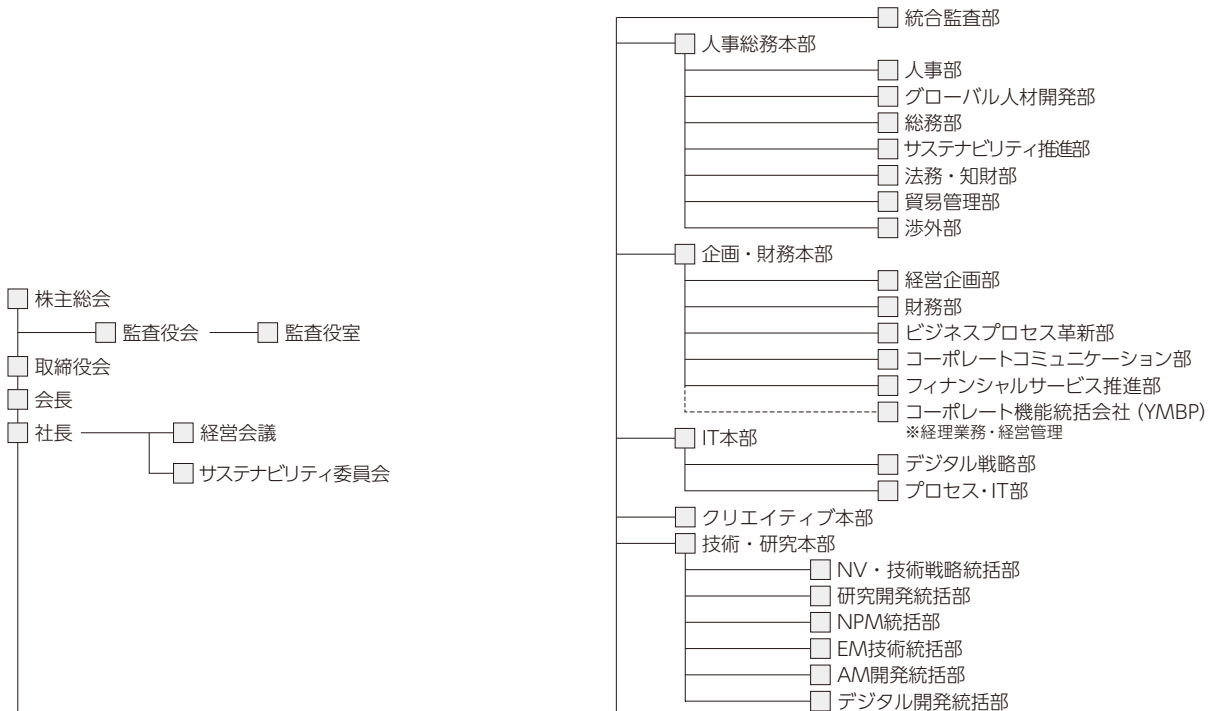 株主総会
監査役会
監査役室
取締役会
会長
社長
経営会議
サステナビリティ委員会
統合監査部
人事総務本部
人事部
グローバル人材開発部
総務部
サステナビリティ推進部
法務・知財部
貿易管理部
渉外部
企画・財務本部
経営企画部
財務部
ビジネスプロセス革新部
コーポレートコミュニケーション部
フィナンシャルサービス推進部
コーポレート機能統括会社 (YMBP)
※経理業務・経営管理
IT本部
デジタル戦略部
プロセス・IT部
クリエイティブ本部
技術・研究本部
NV・技術戦略統括部
研究開発統括部
NPM統括部
EM技術統括部
AM開発統括部
デジタル開発統括部